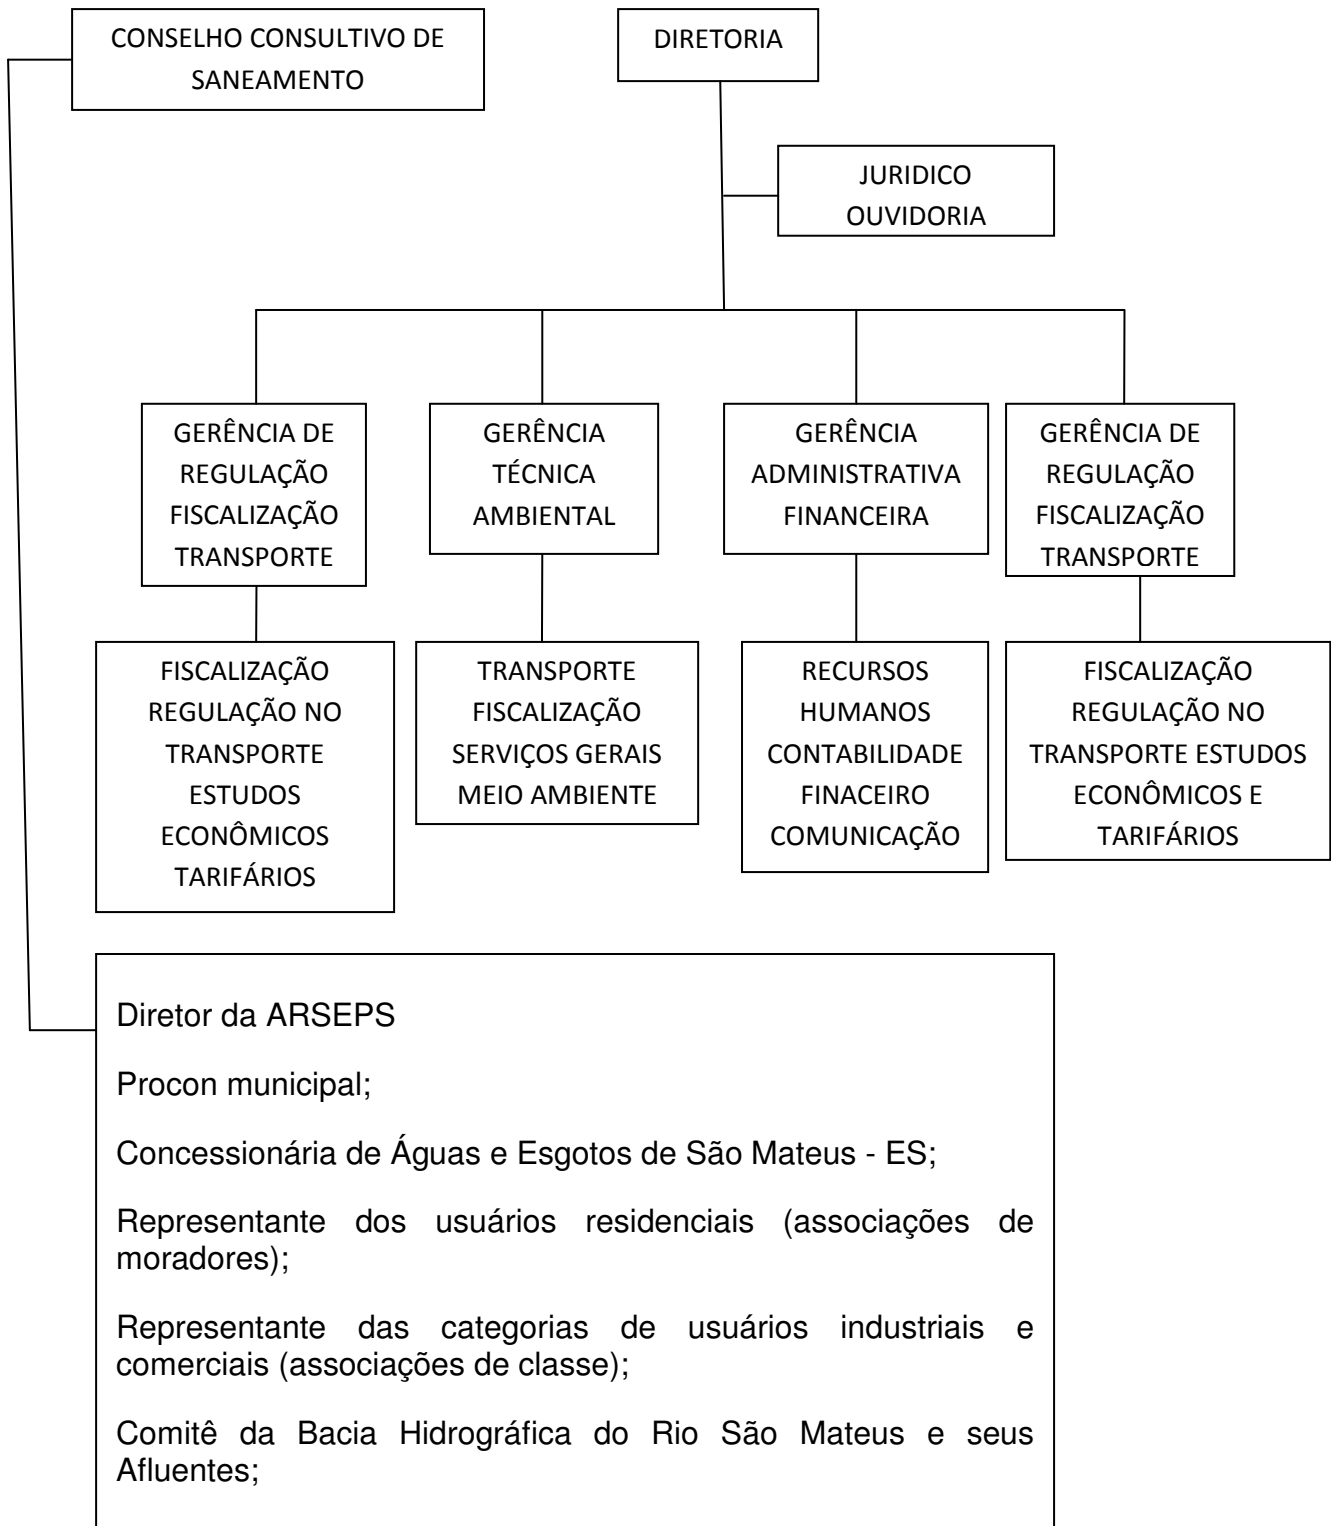 CONSELHO CONSULTIVO DE
SANEAMENTO
DIRETORIA
JURIDICO
OUVIDORIA
GERÊNCIA DE
REGULAÇÃO
FISCALIZAÇÃO
TRANSPORTE
GERÊNCIA
TÉCNICA
AMBIENTAL
GERÊNCIA
ADMINISTRATIVA
FINANCEIRA
GERÊNCIA DE
REGULAÇÃO
FISCALIZAÇÃO
TRANSPORTE
FISCALIZAÇÃO
REGULAÇÃO NO
TRANSPORTE
ESTUDOS
ECONÔMICOS
TARIFÁRIOS
TRANSPORTE
FISCALIZAÇÃO
SERVIÇOS GERAIS
MEIO AMBIENTE
RECURSOS
HUMANOS
CONTABILIDADE
FINACEIRO
COMUNICAÇÃO
FISCALIZAÇÃO
REGULAÇÃO NO
TRANSPORTE ESTUDOS
ECONÔMICOS E
TARIFÁRIOS
Diretor da ARSEPS
Procon municipal;
Concessionária de Águas e Esgotos de São Mateus - ES;
Representante dos usuários residenciais (associações de
moradores);
Representante das categorias de usuários industriais e
comerciais (associações de classe);
Comitê da Bacia Hidrográfica do Rio São Mateus e seus
Afluentes;